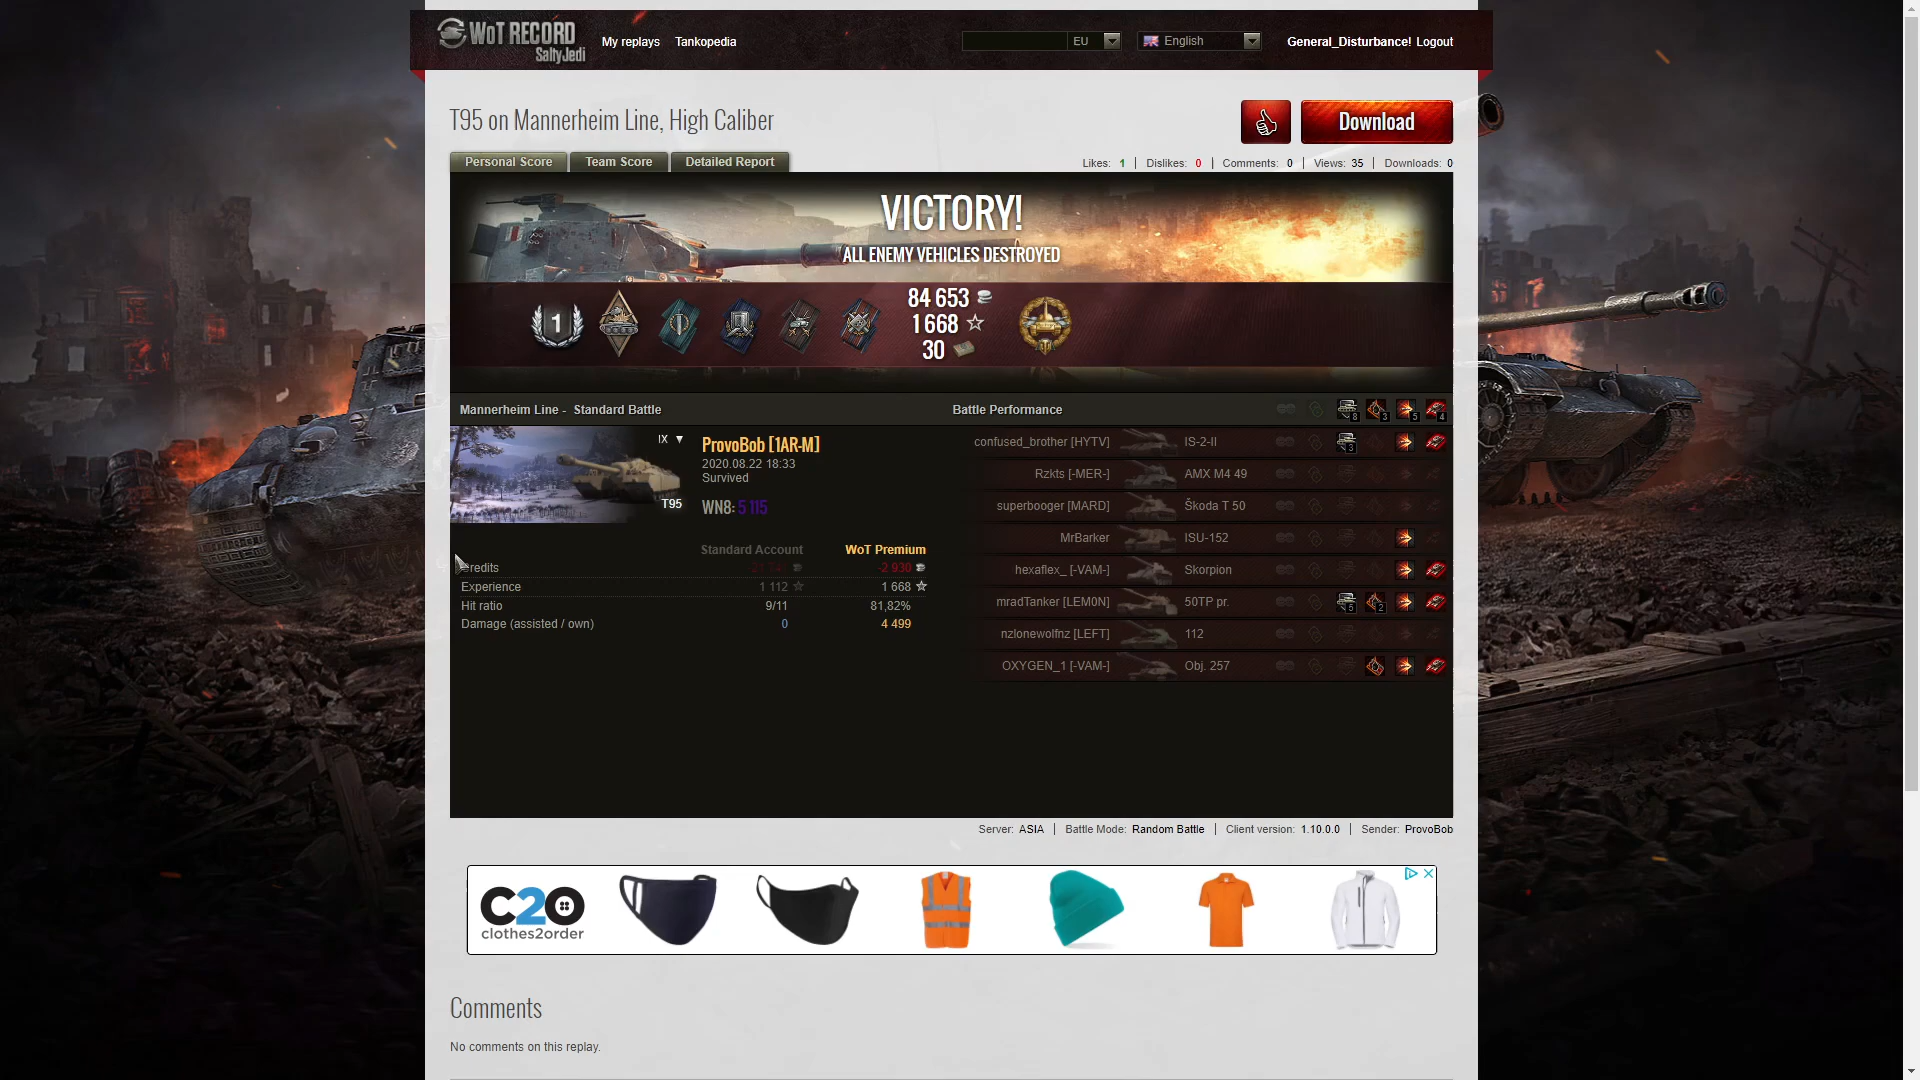 WoT RECORD
SaltyJedi
My replays Tankopedia
EU
English
General_Disturbance! Logout
T95 on Mannerheim Line, High Caliber
Download
Personal Score Team Score Detailed Report
Likes: 1 | Dislikes: 0 | Comments: 0 | Views: 35 | Downloads: 0
VICTORY!
ALL ENEMY VEHICLES DESTROYED
1
84 653
1 668
30
Mannerheim Line - Standard Battle
Battle Performance
8 3 5 4
IX ▼
T95
ProvoBob [1AR-M]
2020.08.22 18:33
Survived
WN8: 5 115
Standard Account WoT Premium
redits -2 930
Experience 1 112 1 668
Hit ratio 9/11 81,82%
Damage (assisted / own) 0 4 499
confused_brother [HYTV] IS-2-II 3
Rzkts [-MER-] AMX M4 49
superbooger [MARD] Škoda T 50
MrBarker ISU-152
hexaflex_ [-VAM-] Skorpion
mradTanker [LEM0N] 50TP pr. 5 2
nzlonewolfnz [LEFT] 112
OXYGEN_1 [-VAM-] Obj. 257
Server: ASIA | Battle Mode: Random Battle | Client version: 1.10.0.0 | Sender: ProvoBob
C2O
clothes2order
Comments
No comments on this replay.